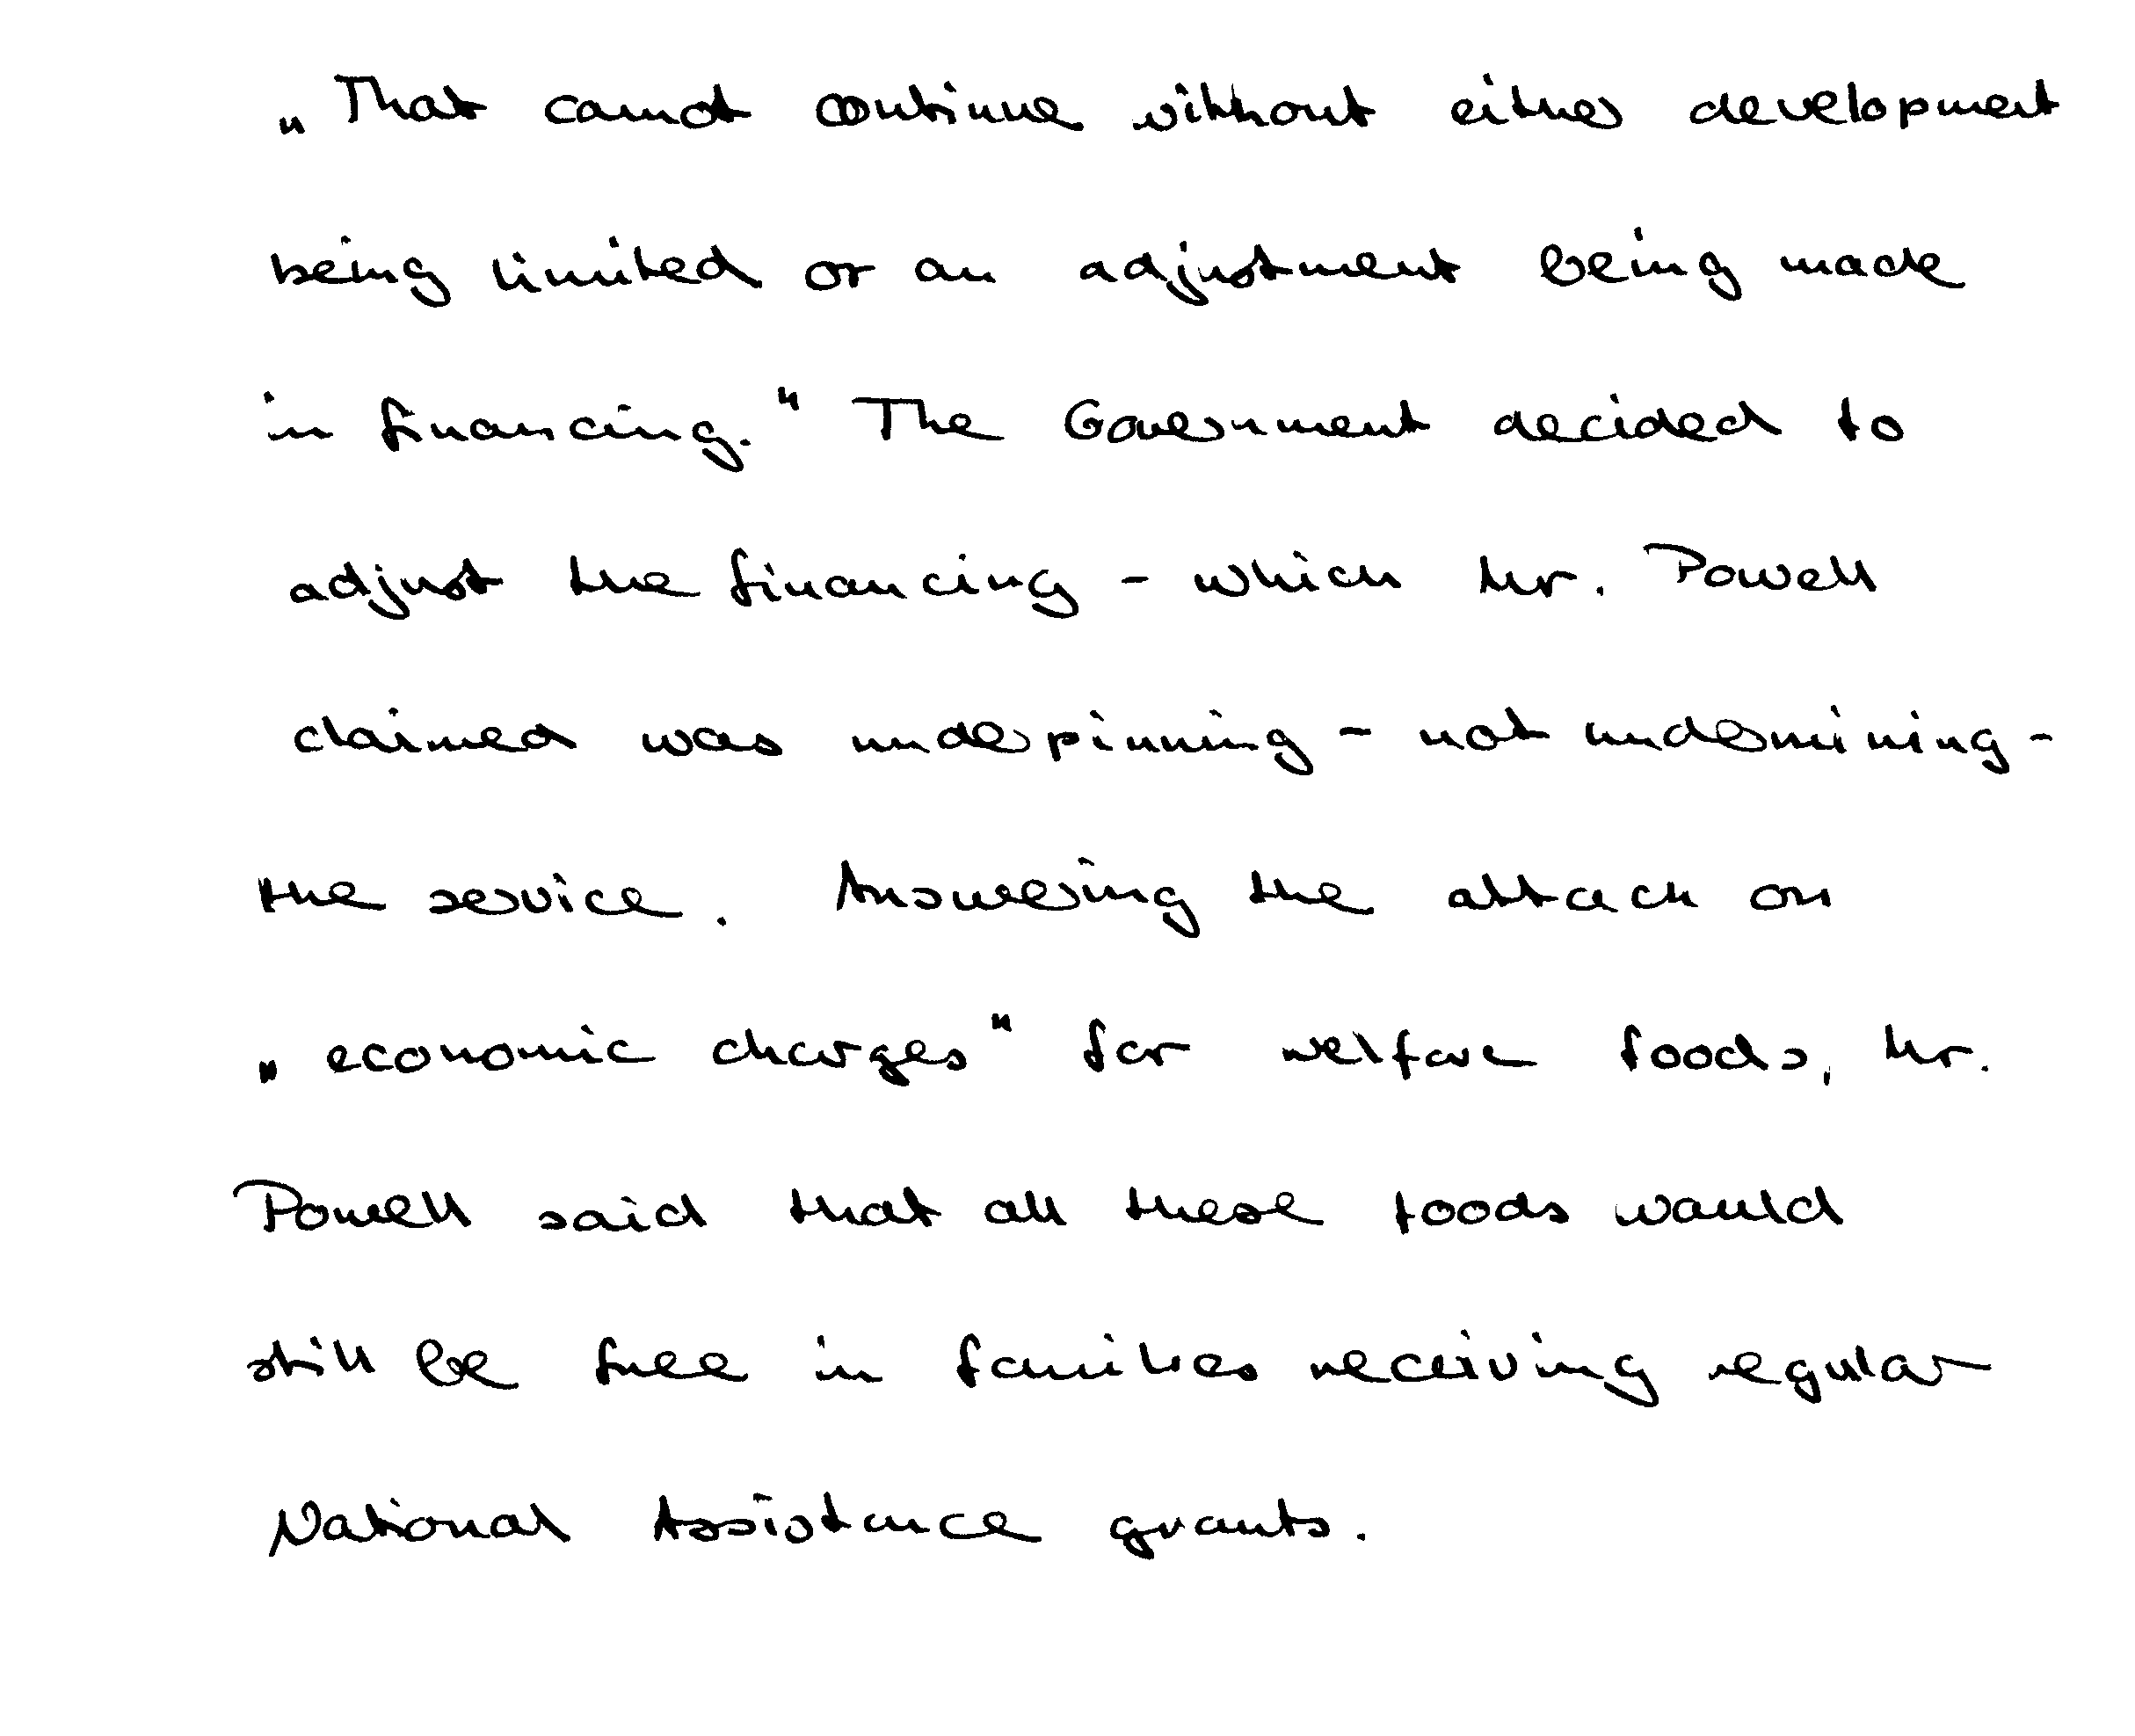 „That cannot continue without either development
being limited or an adjustment being made
in financing." The Government decided to
adjust the financing - which Mr. Powell
claimed was underpinning - not undermining -
the service. Answering the attack on
„economic charges" for welfare foods, Mr.
Powell said that all these foods would
still be free in families receiving regular
National Assistance grants.